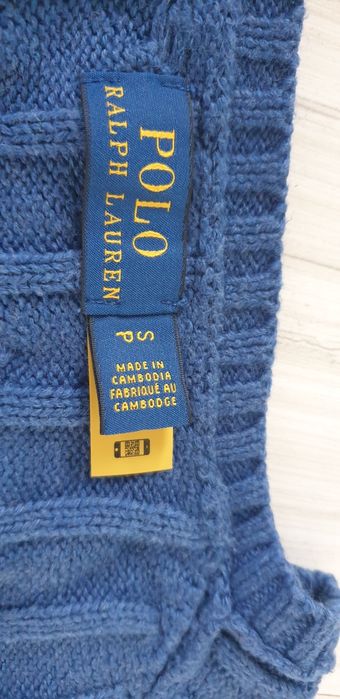 POLO
RALPH LAUREN
S
P
MADE IN
CAMBODIA
FABRIQUÉ AU
CAMBODGE